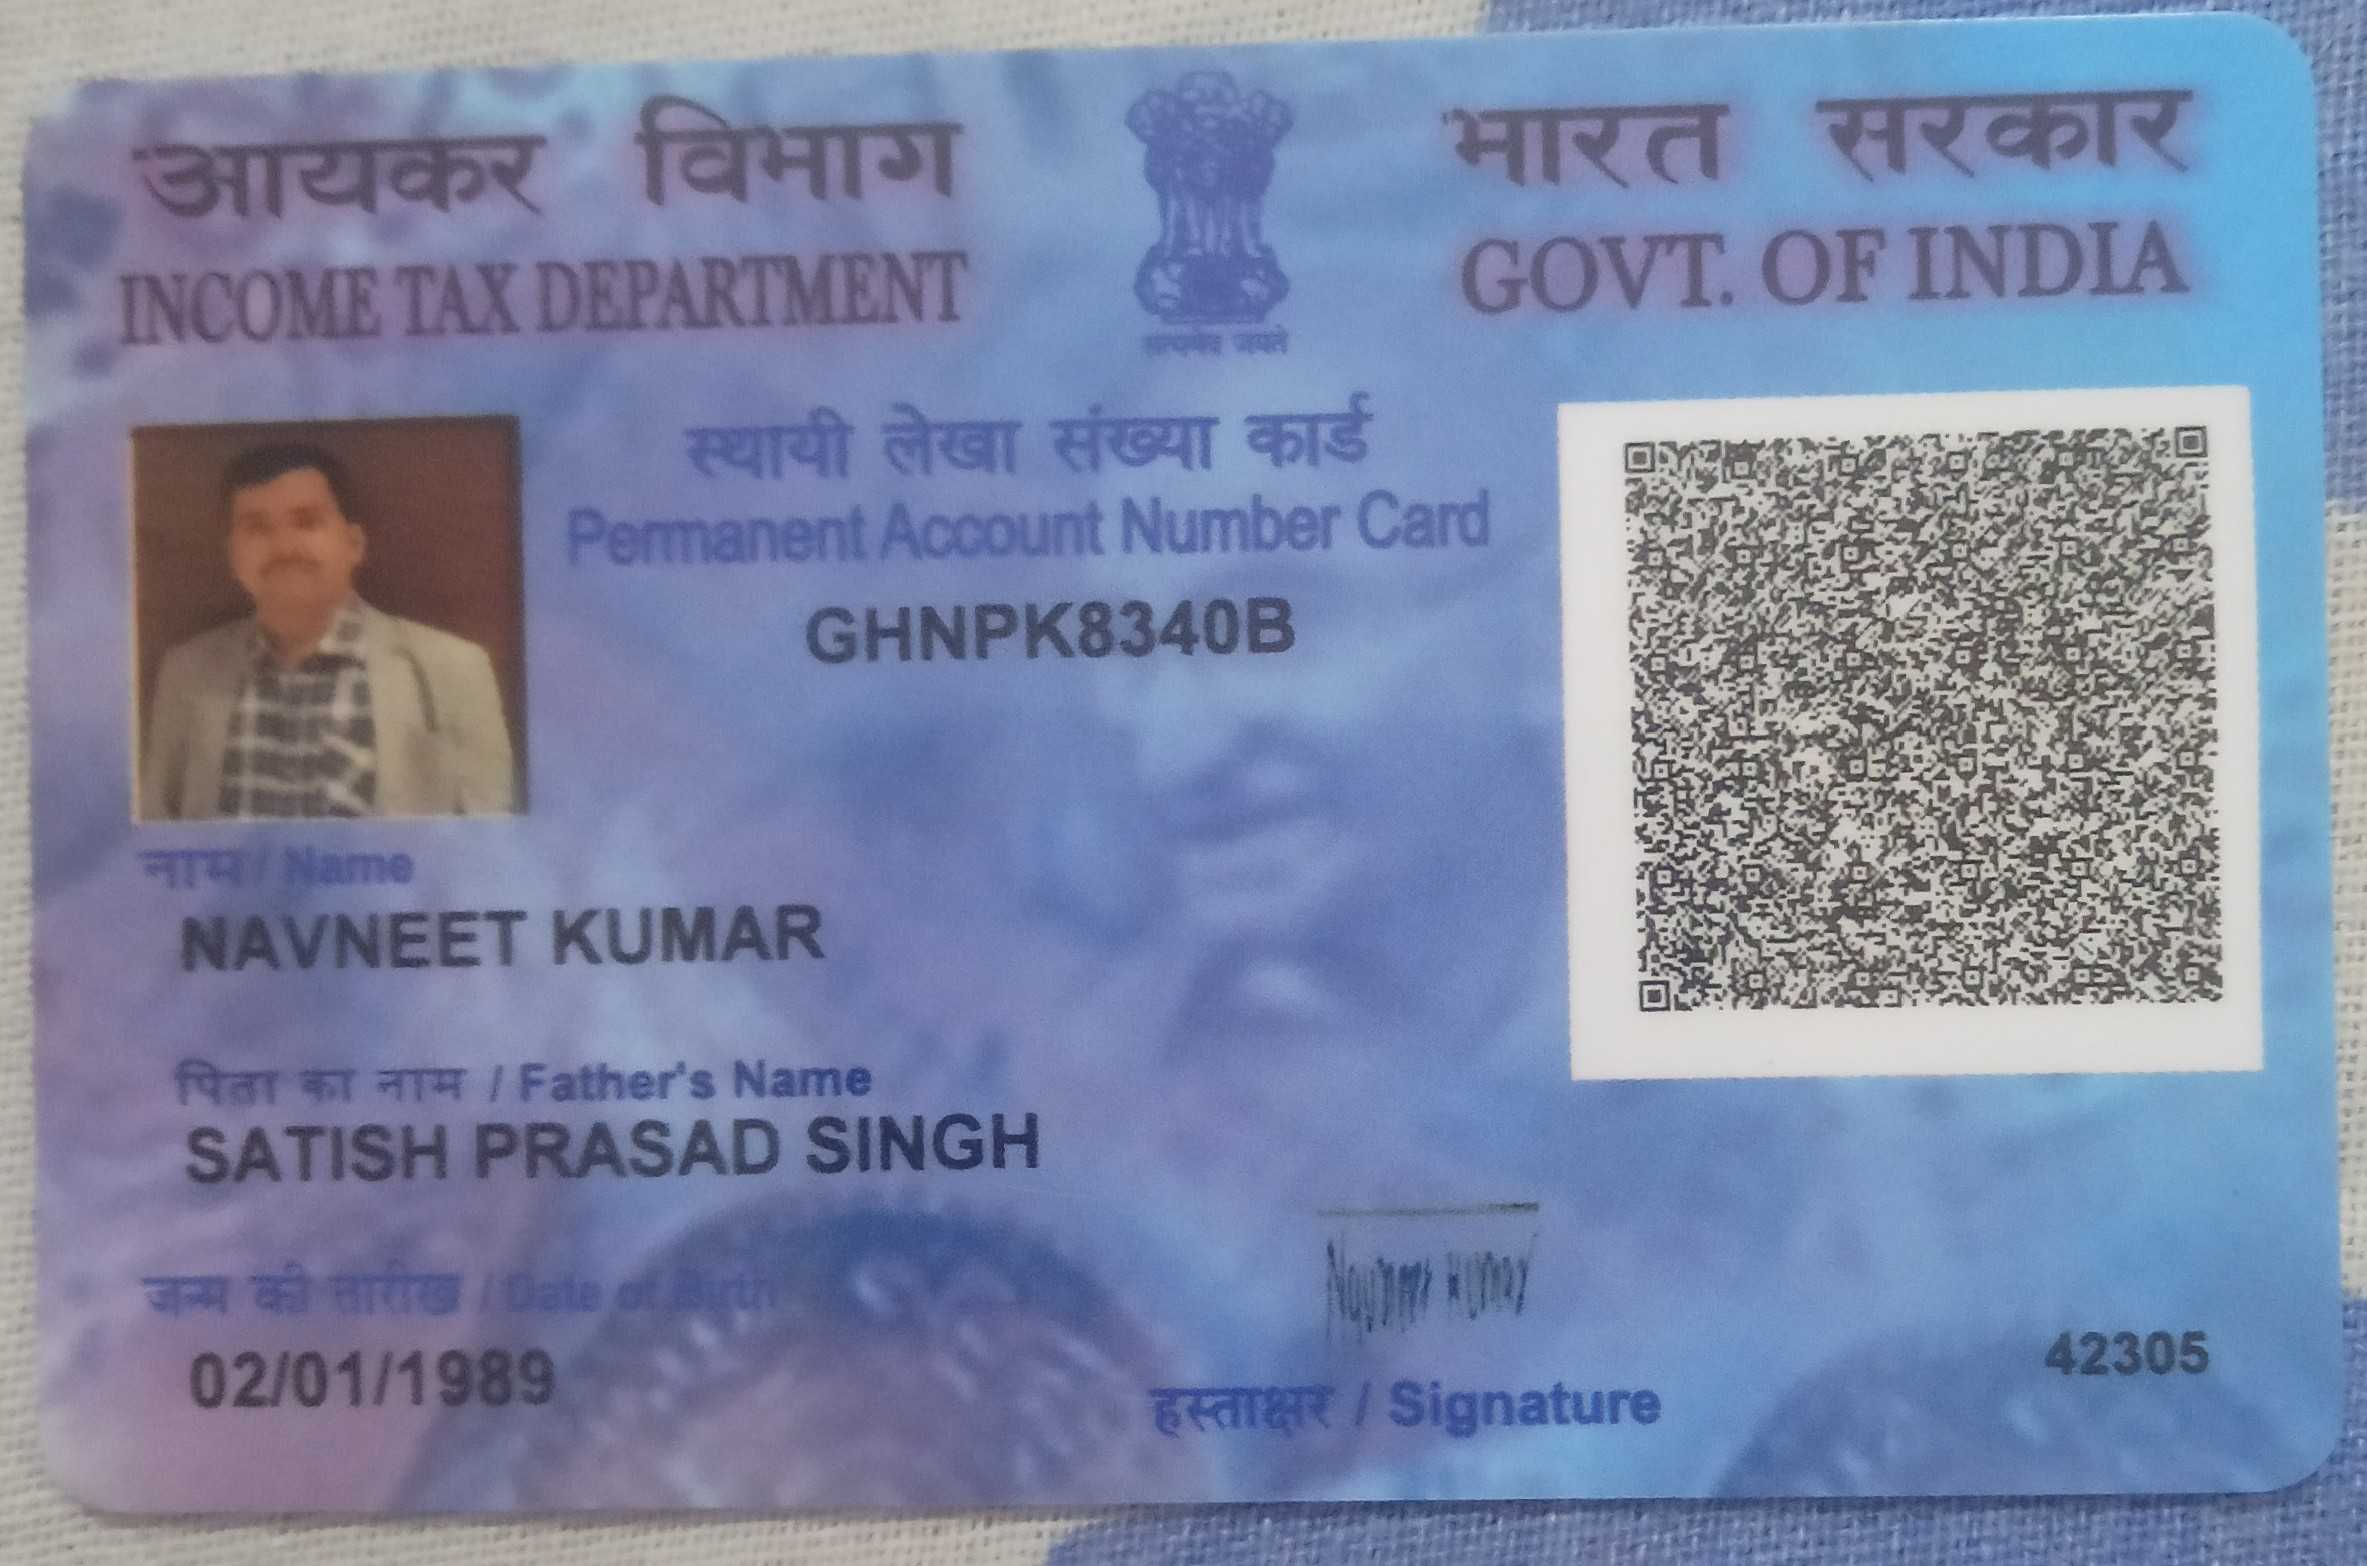 आयकर विभाग
INCOME TAX DEPARTMENT
सत्यमेव जयते
भारत सरकार
GOVT. OF INDIA
स्थायी लेखा संख्या कार्ड
Permanent Account Number Card
GHNPK8340B
नाम / Name
NAVNEET KUMAR
पिता का नाम / Father's Name
SATISH PRASAD SINGH
जन्म की तारीख / Date of Birth
02/01/1989
Navneet Kumar
हस्ताक्षर / Signature
42305